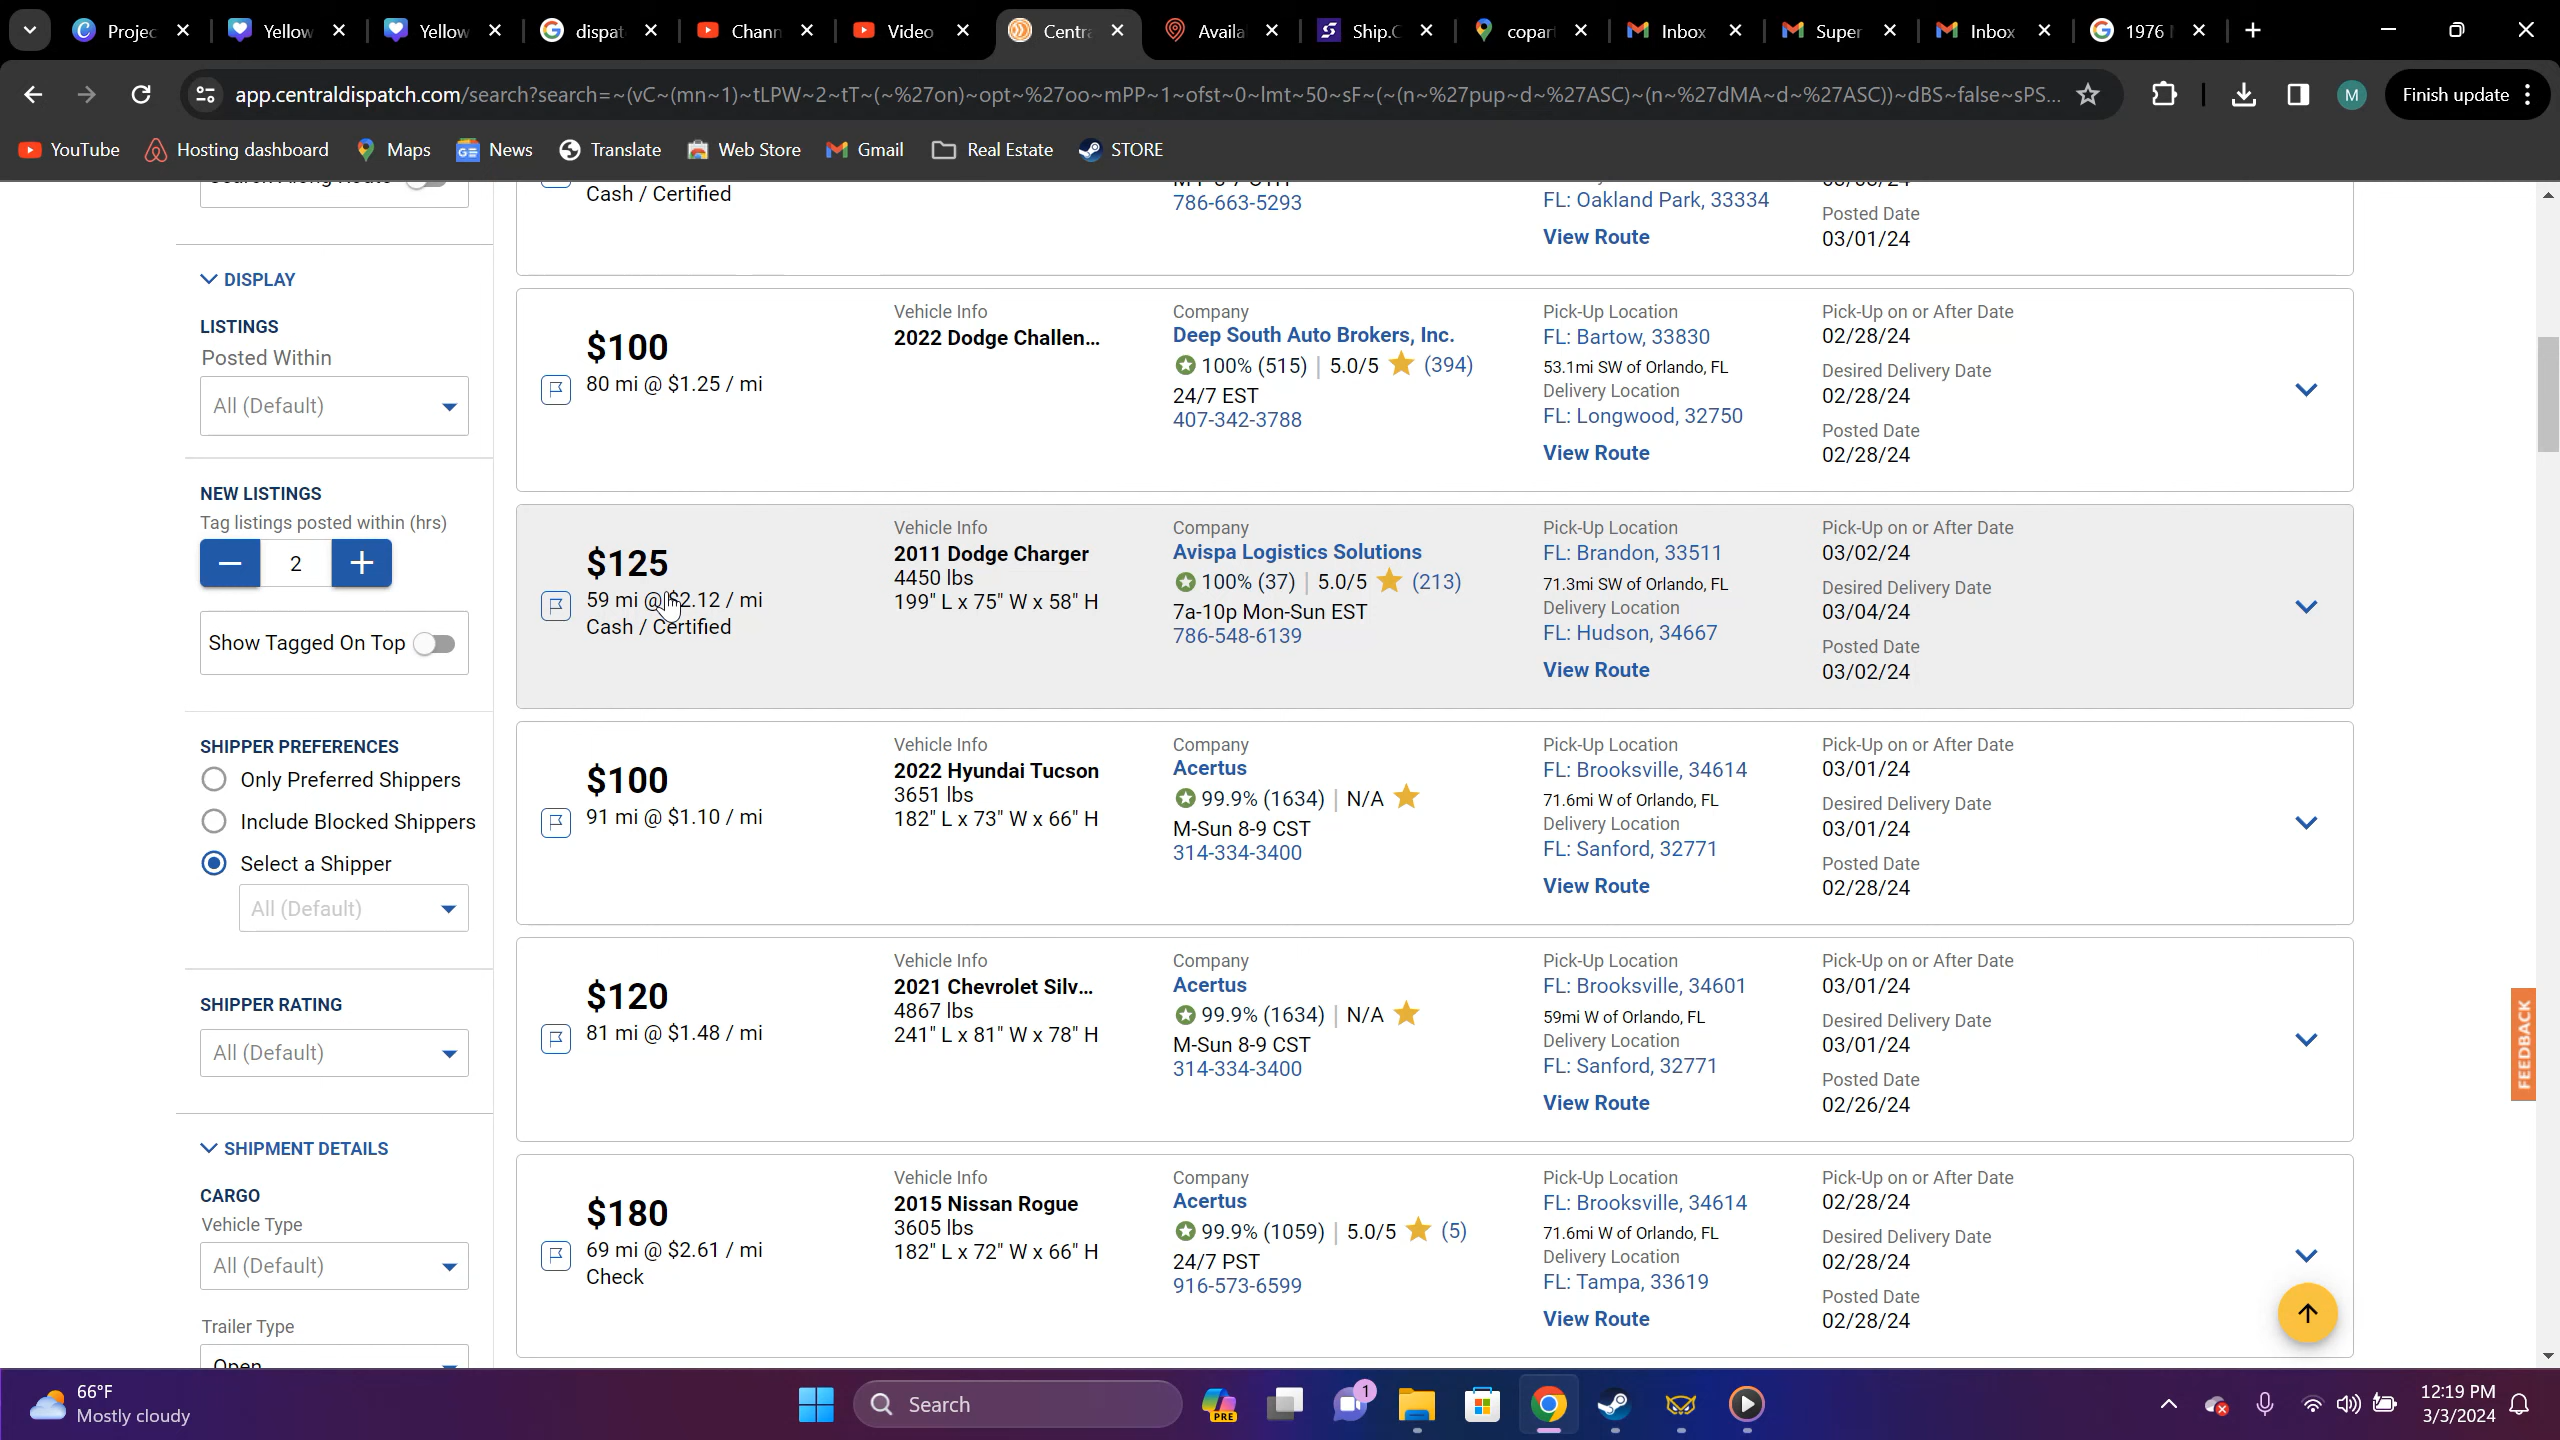 Projec
Yellow
Yellow
dispat
Chann
Video
Centra
Availa
Ship.C
copar
Inbox
Super
Inbox
1976
app.centraldispatch.com/search?search=~(vC~(mn~1)~tLPW~2~tT~(~%27on)~opt~%27oo~mPP~1~ofst~0~lmt~50~sF~(~(n~%27pup~d~%27ASC)~(n~%27dMA~d~%27ASC))~dBS~false~sPS...
M
Finish update
YouTube
Hosting dashboard
Maps
News
Translate
Web Store
Gmail
Real Estate
STORE
DISPLAY
LISTINGS
Posted Within
All (Default)
NEW LISTINGS
Tag listings posted within (hrs)
2
Show Tagged On Top
SHIPPER PREFERENCES
Only Preferred Shippers
Include Blocked Shippers
Select a Shipper
All (Default)
SHIPPER RATING
All (Default)
SHIPMENT DETAILS
CARGO
Vehicle Type
All (Default)
Trailer Type
Open
Cash / Certified
786-663-5293
FL: Oakland Park, 33334
View Route
Posted Date
03/01/24
$100
80 mi @ $1.25 / mi
Vehicle Info
2022 Dodge Challen...
Company
Deep South Auto Brokers, Inc.
100% (515) | 5.0/5 (394)
24/7 EST
407-342-3788
Pick-Up Location
FL: Bartow, 33830
53.1mi SW of Orlando, FL
Delivery Location
FL: Longwood, 32750
View Route
Pick-Up on or After Date
02/28/24
Desired Delivery Date
02/28/24
Posted Date
02/28/24
$125
59 mi @ $2.12 / mi
Cash / Certified
Vehicle Info
2011 Dodge Charger
4450 lbs
199" L x 75" W x 58" H
Company
Avispa Logistics Solutions
100% (37) | 5.0/5 (213)
7a-10p Mon-Sun EST
786-548-6139
Pick-Up Location
FL: Brandon, 33511
71.3mi SW of Orlando, FL
Delivery Location
FL: Hudson, 34667
View Route
Pick-Up on or After Date
03/02/24
Desired Delivery Date
03/04/24
Posted Date
03/02/24
$100
91 mi @ $1.10 / mi
Vehicle Info
2022 Hyundai Tucson
3651 lbs
182" L x 73" W x 66" H
Company
Acertus
99.9% (1634) | N/A
M-Sun 8-9 CST
314-334-3400
Pick-Up Location
FL: Brooksville, 34614
71.6mi W of Orlando, FL
Delivery Location
FL: Sanford, 32771
View Route
Pick-Up on or After Date
03/01/24
Desired Delivery Date
03/01/24
Posted Date
02/28/24
$120
81 mi @ $1.48 / mi
Vehicle Info
2021 Chevrolet Silv...
4867 lbs
241" L x 81" W x 78" H
Company
Acertus
99.9% (1634) | N/A
M-Sun 8-9 CST
314-334-3400
Pick-Up Location
FL: Brooksville, 34601
59mi W of Orlando, FL
Delivery Location
FL: Sanford, 32771
View Route
Pick-Up on or After Date
03/01/24
Desired Delivery Date
03/01/24
Posted Date
02/26/24
$180
69 mi @ $2.61 / mi
Check
Vehicle Info
2015 Nissan Rogue
3605 lbs
182" L x 72" W x 66" H
Company
Acertus
99.9% (1059) | 5.0/5 (5)
24/7 PST
916-573-6599
Pick-Up Location
FL: Brooksville, 34614
71.6mi W of Orlando, FL
Delivery Location
FL: Tampa, 33619
View Route
Pick-Up on or After Date
02/28/24
Desired Delivery Date
02/28/24
Posted Date
02/28/24
FEEDBACK
66°F
Mostly cloudy
Search
PRE
1
12:19 PM
3/3/2024